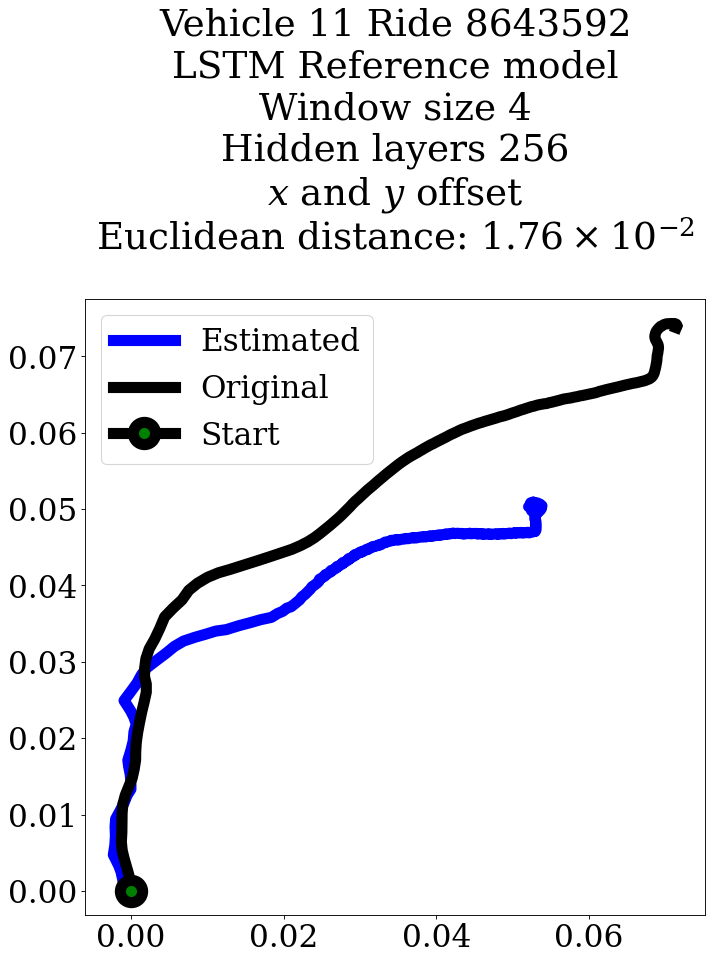 Vehicle 11 Ride 8643592
LSTM Reference model
Window size 4
Hidden layers 256
x and y offset
Euclidean distance: 1.76 × 10⁻²
Estimated
Original
Start
0.07
0.06
0.05
0.04
0.03
0.02
0.01
0.00
0.00 0.02 0.04 0.06